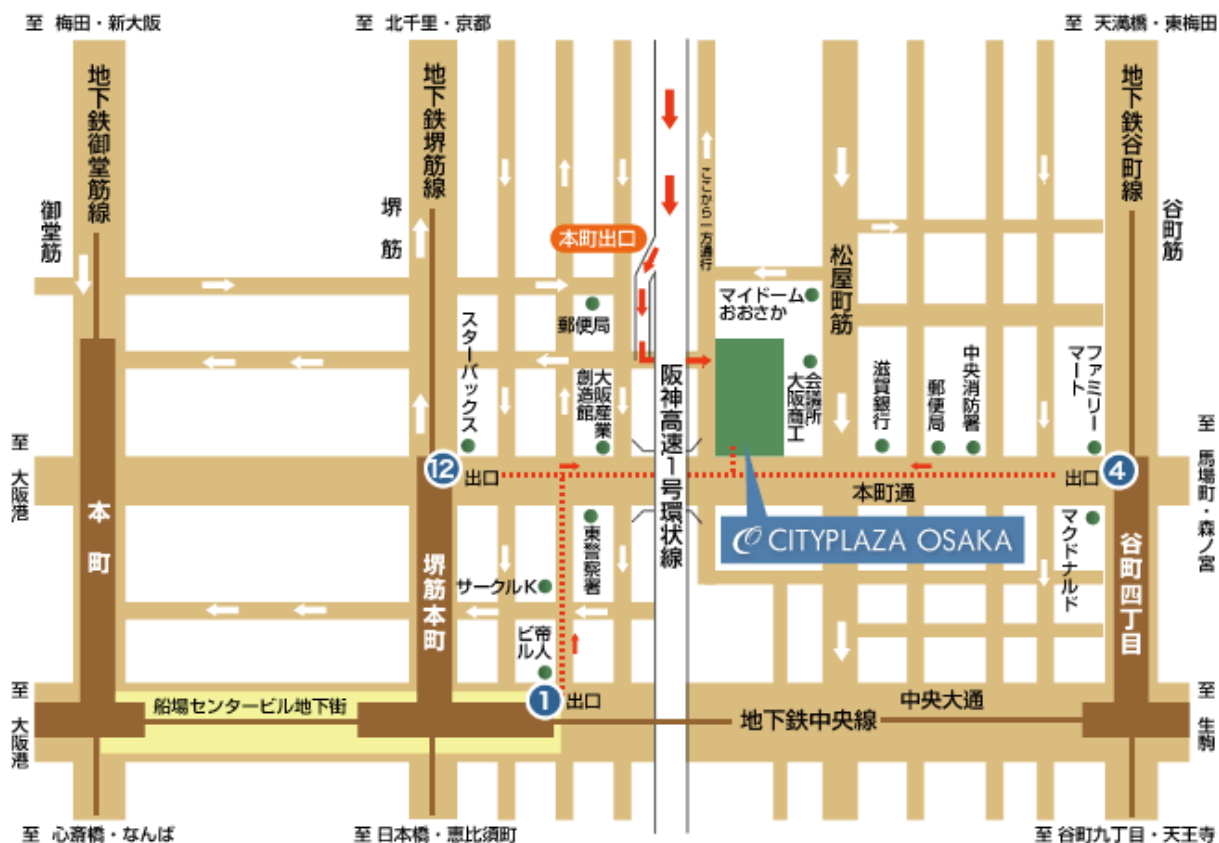 至 梅田・新大阪
至 北千里・京都
至 天満橋・東梅田
地下鉄御堂筋線
地下鉄堺筋線
地下鉄谷町線
御堂筋
堺筋
谷町筋
ここから一方通行
本町出口
松屋町筋
マイドーム
おおさか
郵便局
スターバックス
大阪産業
創造館
阪神高速1号環状線
会議所
大阪商工
滋賀銀行
郵便局
中央消防署
ファミリー
マート
至 大阪港
至 馬場町・森ノ宮
12
出口
出口
4
本町通
本町
CITYPLAZA OSAKA
東警察署
マクドナルド
堺筋本町
サークルK
谷町四丁目
帝人
ビル
1
出口
船場センタービル地下街
中央大通
地下鉄中央線
至 大阪港
至 生駒
至 心斎橋・なんば
至 日本橋・恵比須町
至 谷町九丁目・天王寺